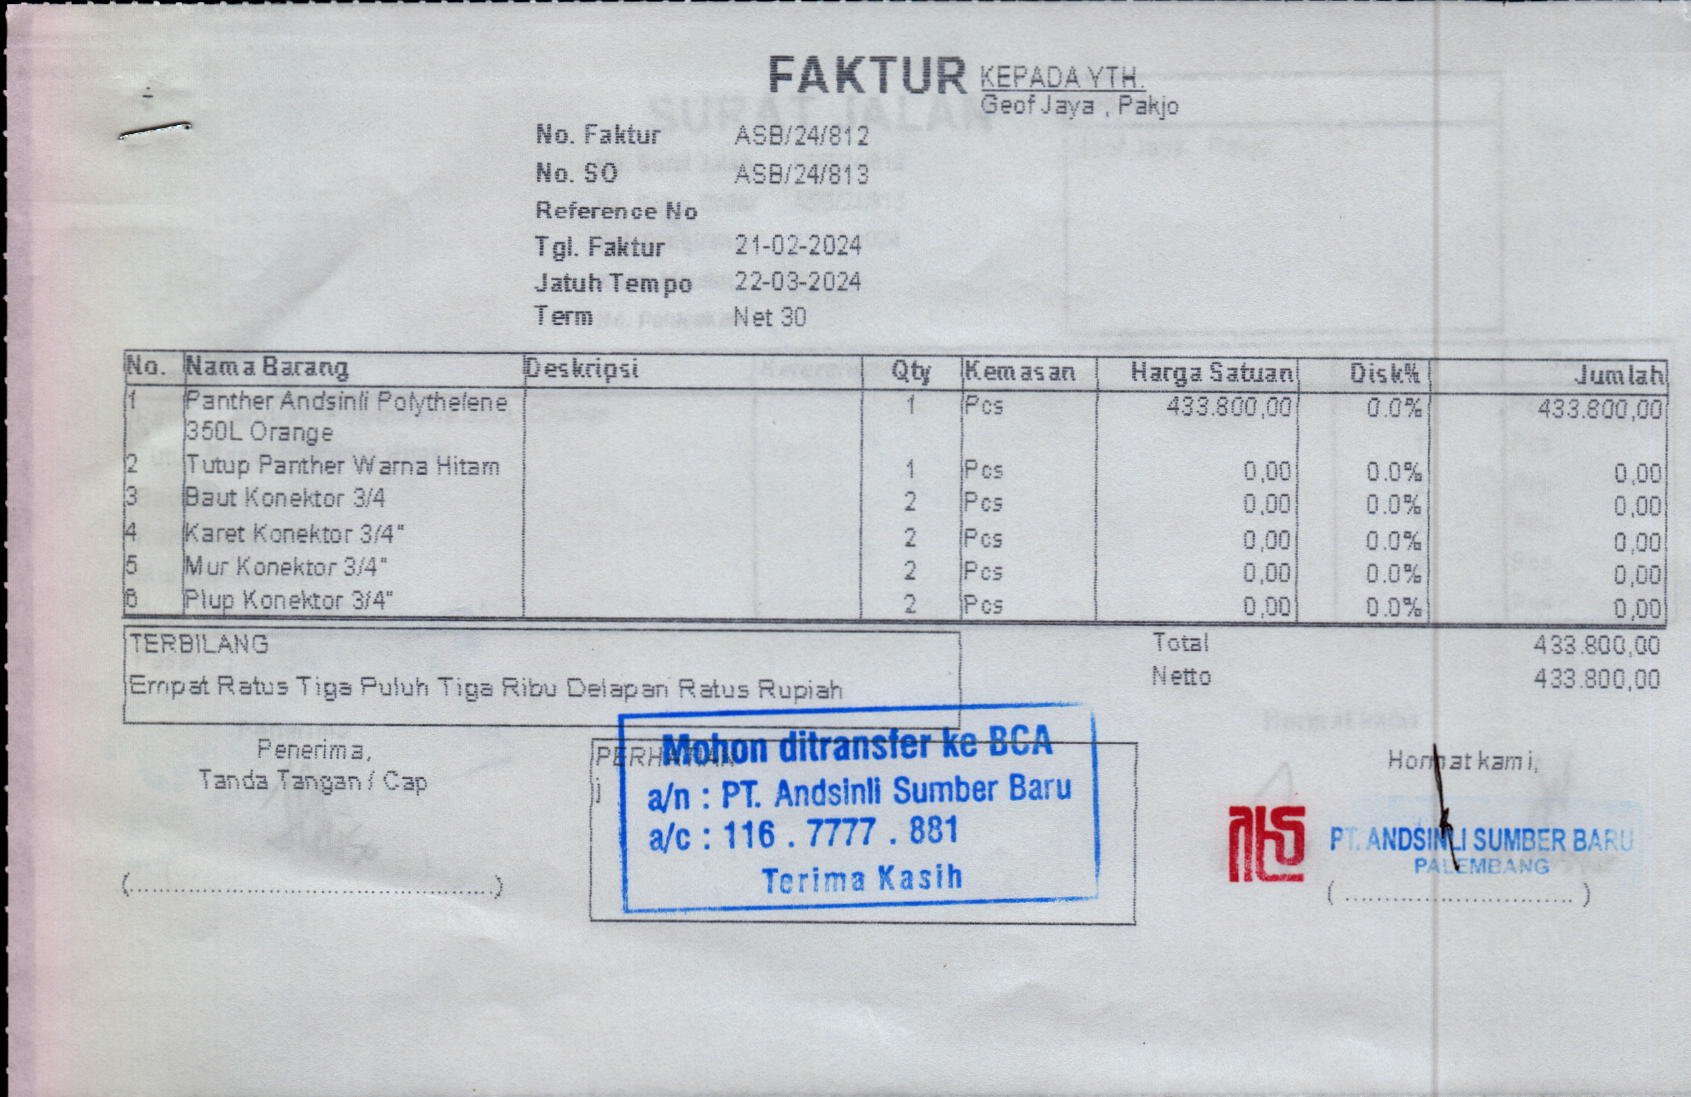 FAKTUR
KEPADA YTH.
Geof Jaya , Pakjo
No. Faktur ASB/24/812
No. SO ASB/24/813
Reference No
Tgl. Faktur 21-02-2024
Jatuh Tempo 22-03-2024
Term Net 30
No. Nama Barang Deskripsi Qty Kemasan Harga Satuan Disk% Jumlah
1 Panther Andsinli Polythelene 1 Pcs 433.800,00 0.0% 433.800,00
350L Orange
2 Tutup Panther Warna Hitam 1 Pcs 0,00 0.0% 0,00
3 Baut Konektor 3/4 2 Pcs 0,00 0.0% 0,00
4 Karet Konektor 3/4" 2 Pcs 0,00 0.0% 0,00
5 Mur Konektor 3/4" 2 Pcs 0,00 0.0% 0,00
6 Plup Konektor 3/4" 2 Pcs 0,00 0.0% 0,00
TERBILANG
Empat Ratus Tiga Puluh Tiga Ribu Delapan Ratus Rupiah
Total 433.800,00
Netto 433.800,00
Penerima,
Tanda Tangan / Cap
(..............................................)
PERHATIAN
j
Mohon ditransfer ke BCA
a/n : PT. Andsinli Sumber Baru
a/c : 116 . 7777 . 881
Terima Kasih
Hormat kami,
PT. ANDSINLI SUMBER BARU
PALEMBANG
( ............................. )